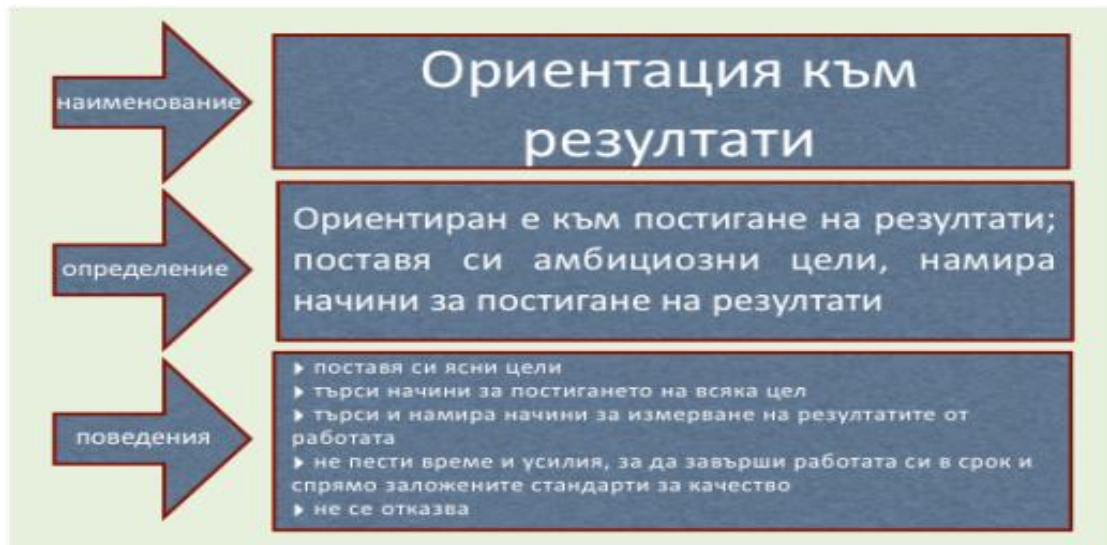 наименование
Ориентация към
резултати
определение
Ориентиран е към постигане на резултати;
поставя си амбициозни цели, намира
начини за постигане на резултати
поведения
поставя си ясни цели
търси начини за постигането на всяка цел
търси и намира начини за измерване на резултатите от
работата
не пести време и усилия, за да завърши работата си в срок и
спрямо заложените стандарти за качество
не се отказва